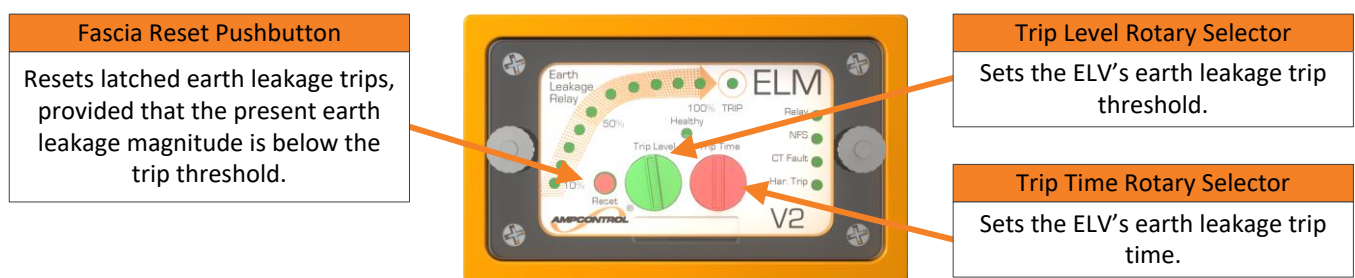 Fascia Reset Pushbutton
Resets latched earth leakage trips,
provided that the present earth
leakage magnitude is below the
trip threshold.
Earth
Leakage
Relay
10%
50%
100%
TRIP
ELM
Healthy
Relay
NFS
CT Fault
Har. Trip
Trip Level
Trip Time
Reset
AMPCONTROL
®
V2
Trip Level Rotary Selector
Sets the ELV’s earth leakage trip
threshold.
Trip Time Rotary Selector
Sets the ELV’s earth leakage trip
time.